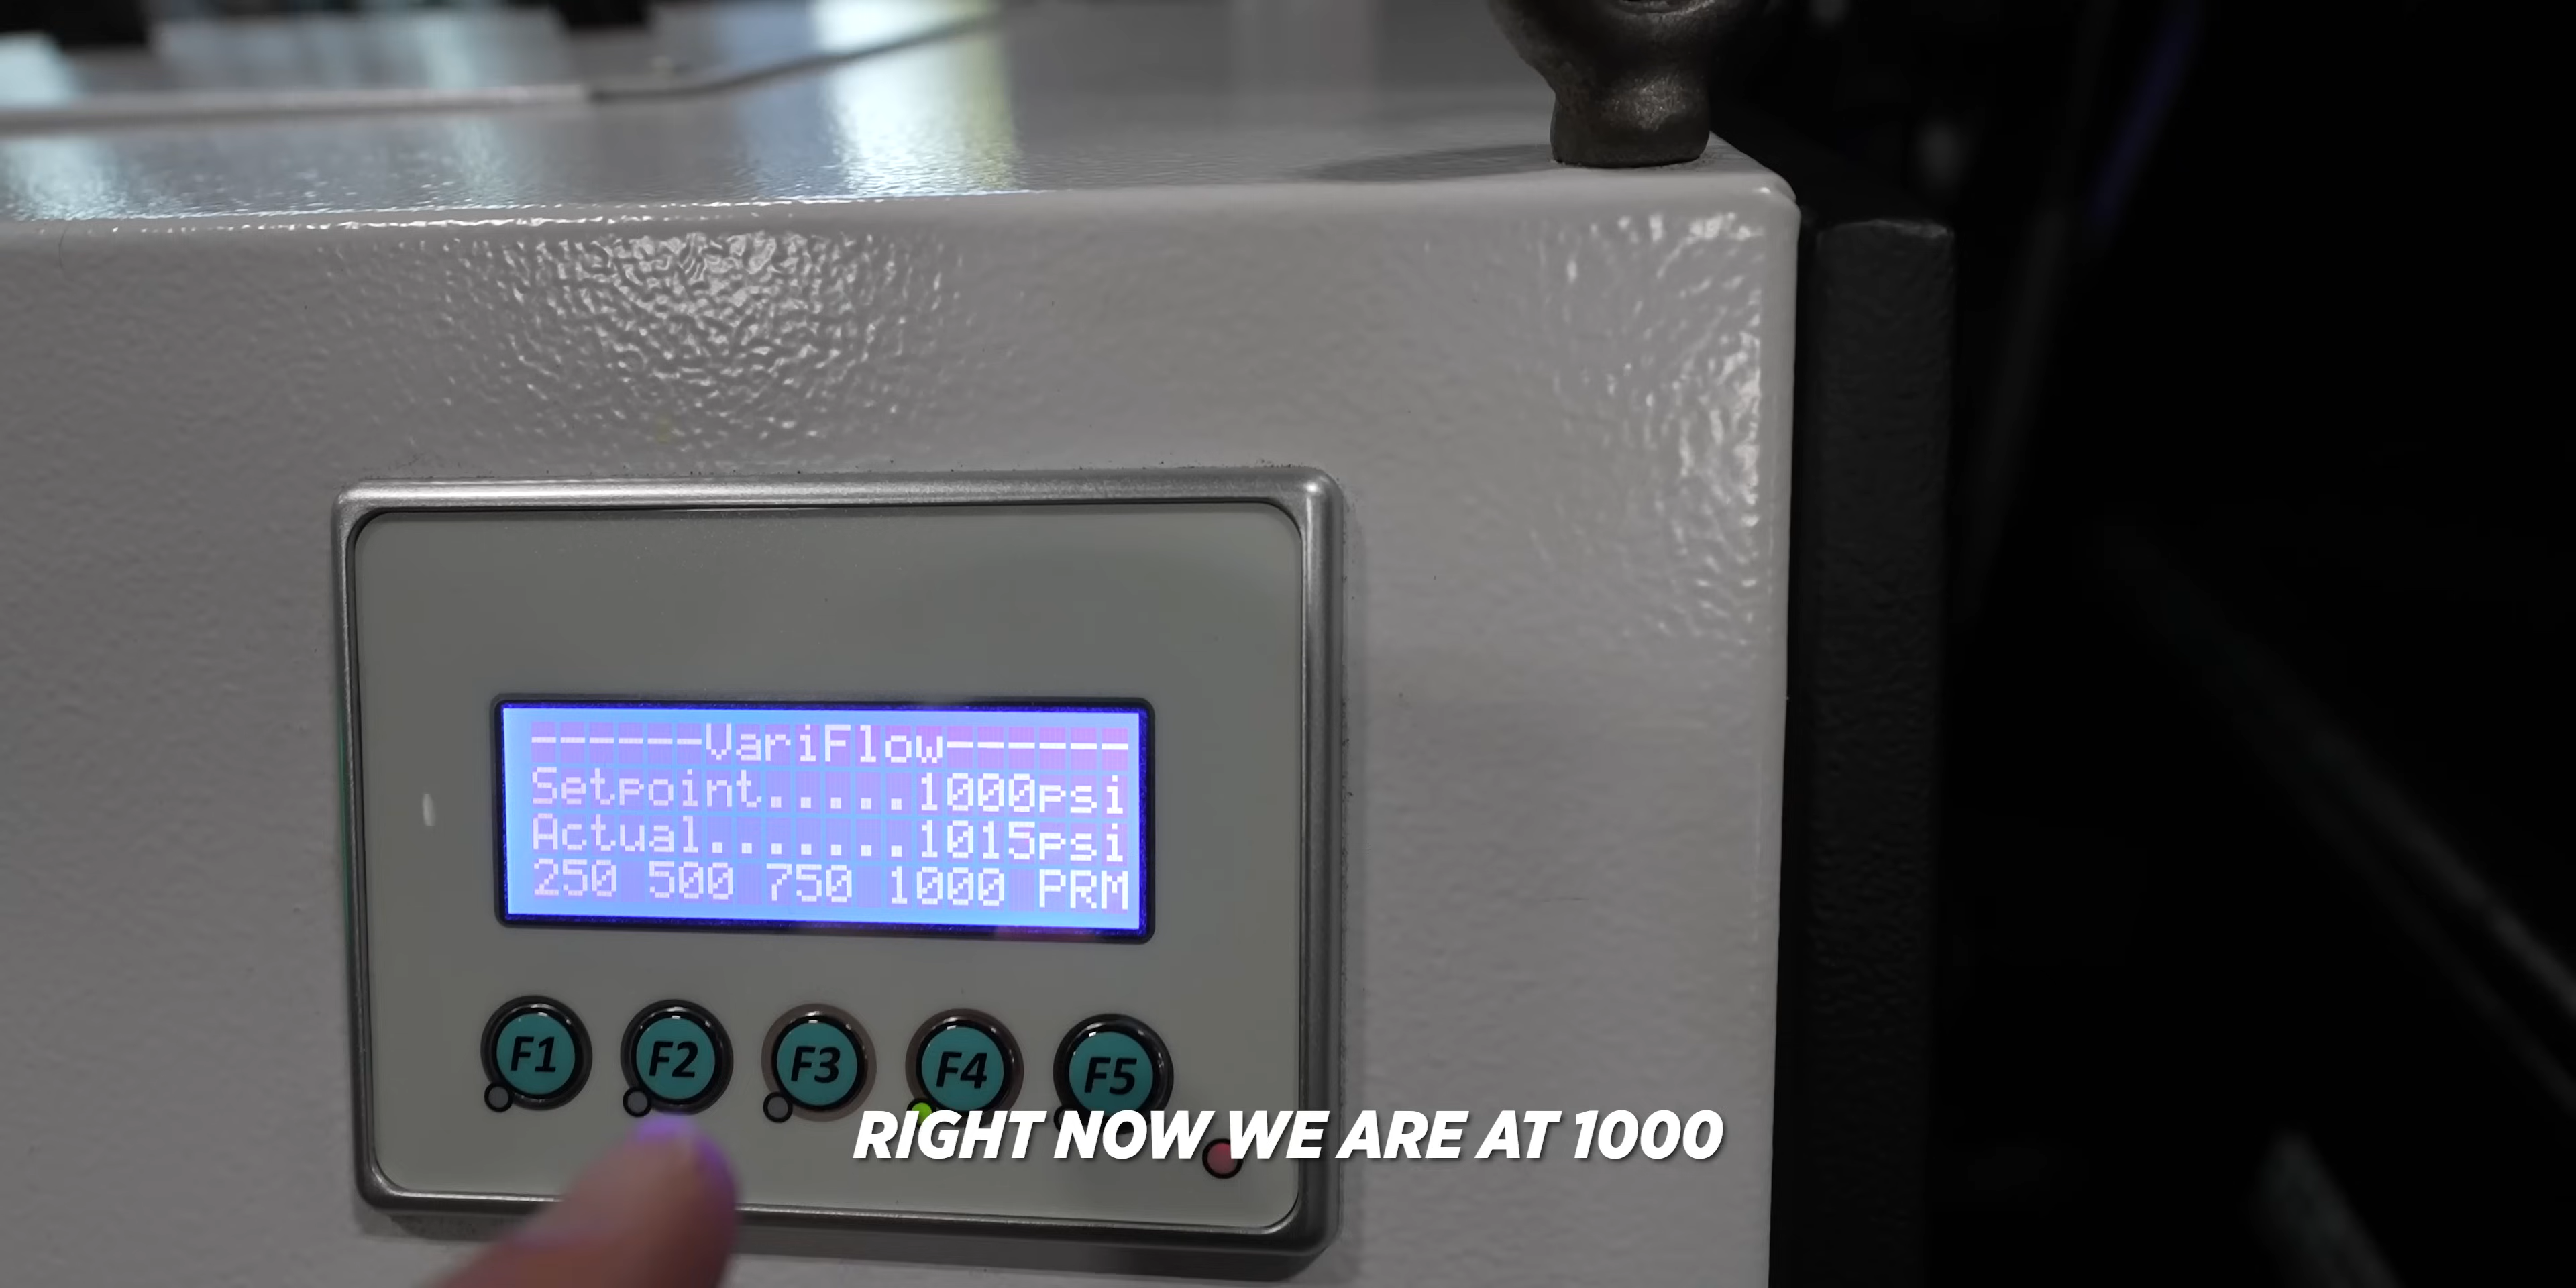 ------VariFlow------
Setpoint.....1000psi
Actual.......1015psi
250 500 750 1000 PRM
F1 F2 F3 F4 F5
RIGHT NOW WE ARE AT 1000